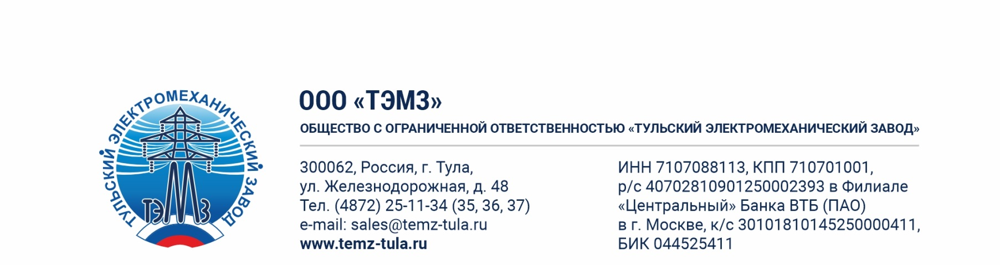 ТУЛЬСКИЙ ЭЛЕКТРОМЕХАНИЧЕСКИЙ ЗАВОД
ТЭМЗ
ООО «ТЭМЗ»
ОБЩЕСТВО С ОГРАНИЧЕННОЙ ОТВЕТСТВЕННОСТЬЮ «ТУЛЬСКИЙ ЭЛЕКТРОМЕХАНИЧЕСКИЙ ЗАВОД»
300062, Россия, г. Тула,
ул. Железнодорожная, д. 48
Тел. (4872) 25-11-34 (35, 36, 37)
e-mail: sales@temz-tula.ru
www.temz-tula.ru
ИНН 7107088113, КПП 710701001,
р/с 40702810901250002393 в Филиале
«Центральный» Банка ВТБ (ПАО)
в г. Москве, к/с 30101810145250000411,
БИК 044525411